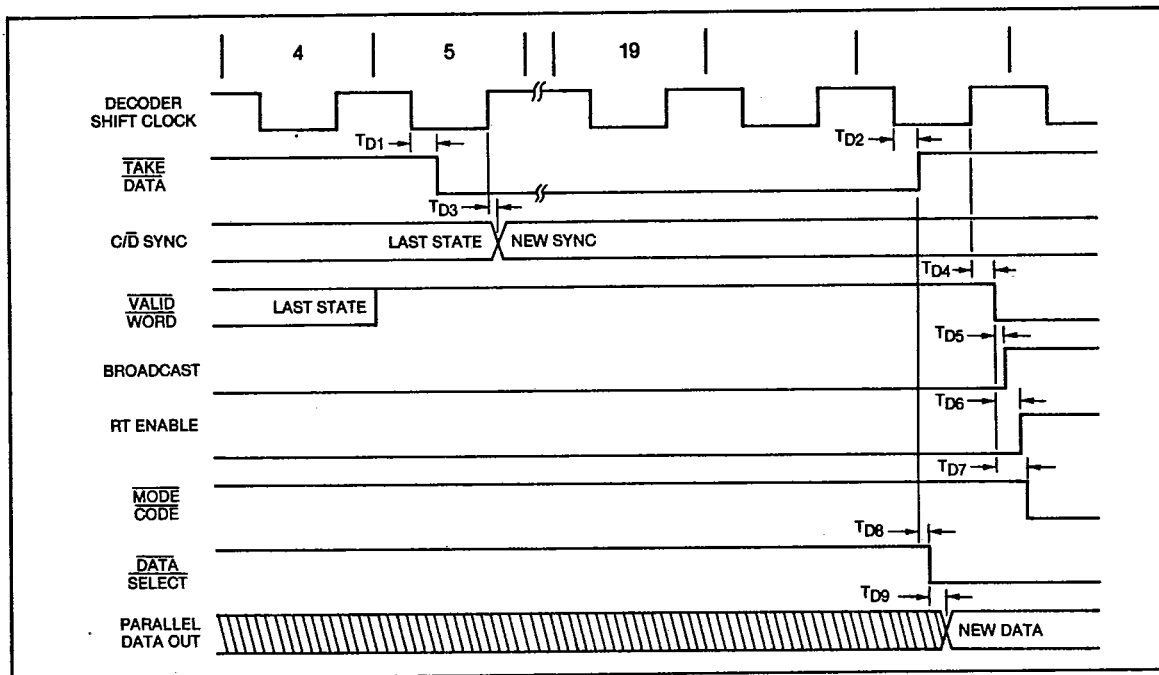 4 5 19
DECODER
SHIFT CLOCK
TD1
TD2
TAKE
DATA
TD3
C/D SYNC
LAST STATE
NEW SYNC
TD4
VALID
WORD
LAST STATE
TD5
BROADCAST
TD6
RT ENABLE
TD7
MODE
CODE
TD8
DATA
SELECT
TD9
PARALLEL
DATA OUT
NEW DATA